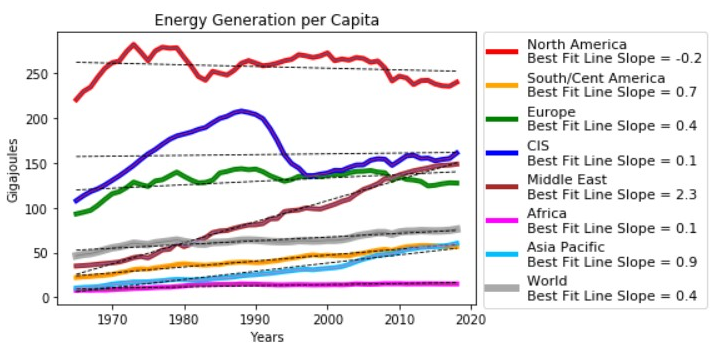 Energy Generation per Capita
Gigajoules
250
200
150
100
50
0
1970
1980
1990
2000
2010
2020
Years
North America
Best Fit Line Slope = -0.2
South/Cent America
Best Fit Line Slope = 0.7
Europe
Best Fit Line Slope = 0.4
CIS
Best Fit Line Slope = 0.1
Middle East
Best Fit Line Slope = 2.3
Africa
Best Fit Line Slope = 0.1
Asia Pacific
Best Fit Line Slope = 0.9
World
Best Fit Line Slope = 0.4